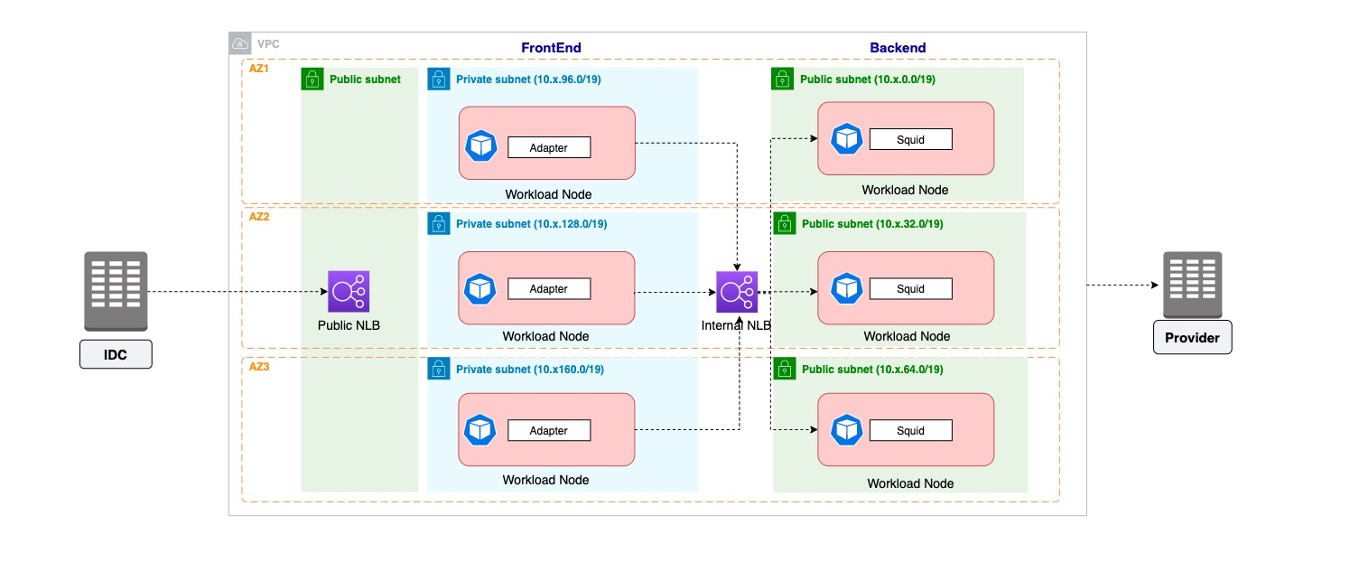 VPC
FrontEnd
Backend
AZ1
Public subnet
Private subnet (10.x.96.0/19)
Public subnet (10.x.0.0/19)
Adapter
Squid
Workload Node
Workload Node
AZ2
Private subnet (10.x.128.0/19)
Public subnet (10.x.32.0/19)
Adapter
Squid
Public NLB
Internal NLB
Workload Node
Workload Node
IDC
Provider
AZ3
Private subnet (10.x160.0/19)
Public subnet (10.x.64.0/19)
Adapter
Squid
Workload Node
Workload Node